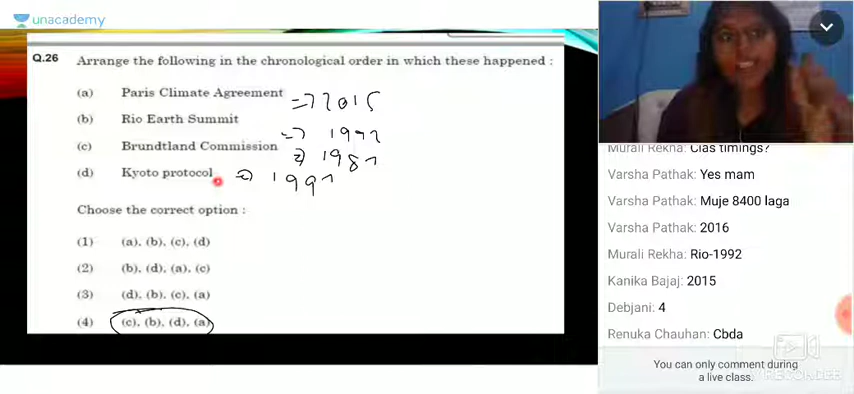 unacademy
Q.26 Arrange the following in the chronological order in which these happened :
(a) Paris Climate Agreement => 2015
(b) Rio Earth Summit => 1992
(c) Brundtland Commission => 1987
(d) Kyoto protocol => 1997
Choose the correct option :
(1) (a), (b), (c), (d)
(2) (b), (d), (a), (c)
(3) (d), (b), (c), (a)
(4) (c), (b), (d), (a)
Murali Rekha: Clas timings?
Varsha Pathak: Yes mam
Varsha Pathak: Muje 8400 laga
Varsha Pathak: 2016
Murali Rekha: Rio-1992
Kanika Bajaj: 2015
Debjani: 4
Renuka Chauhan: Cbda
You can only comment during
a live class.